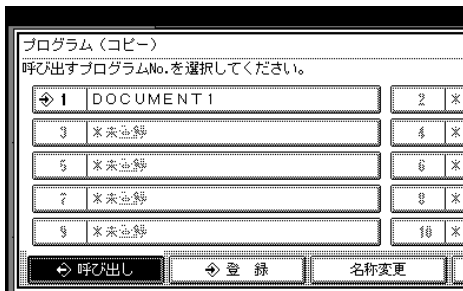 プログラム（コピー）
呼び出すプログラムNo.を選択してください。
1 DOCUMENT1
2 *
3 *未登録
4 *
5 *未登録
6 *
7 *未登録
8 *
9 *未登録
10 *
呼び出し 登 録 名称変更